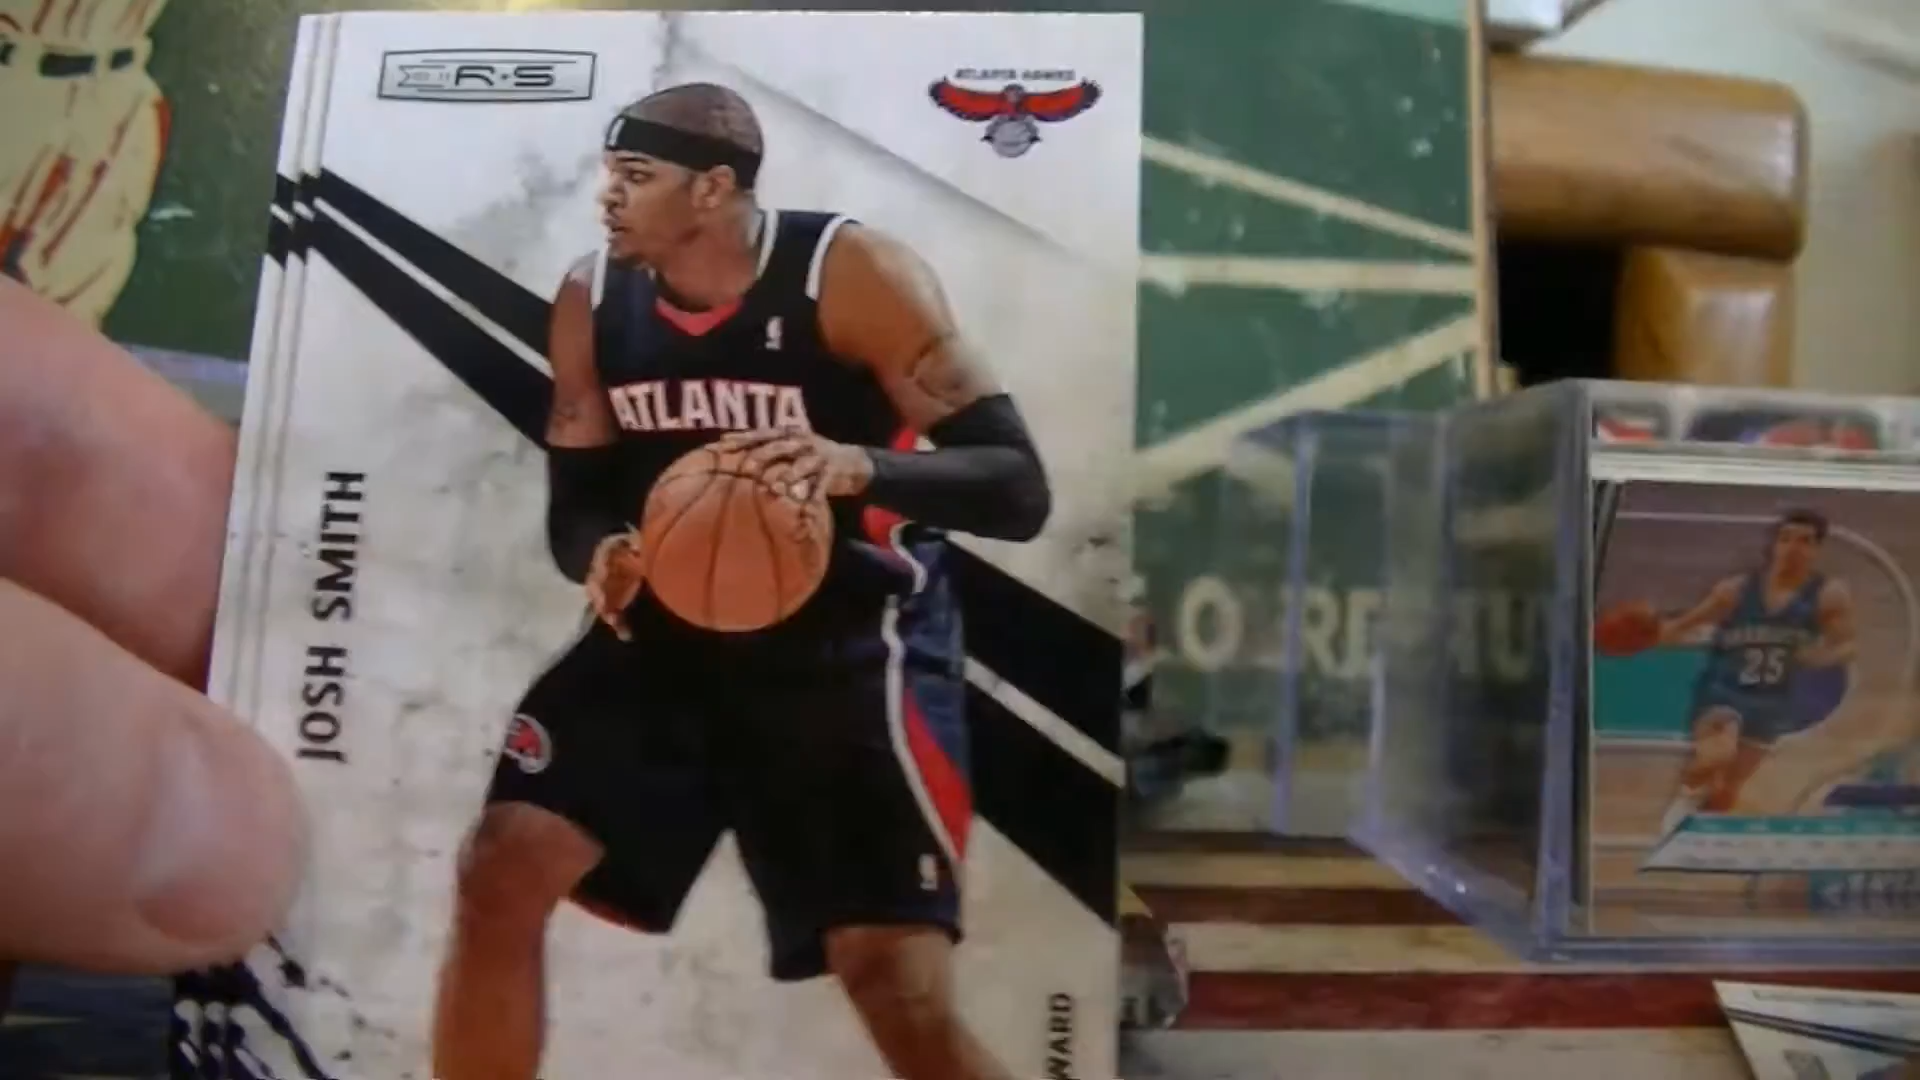 R★S
ATLANTA HAWKS
ATLANTA
JOSH SMITH
WARD
25